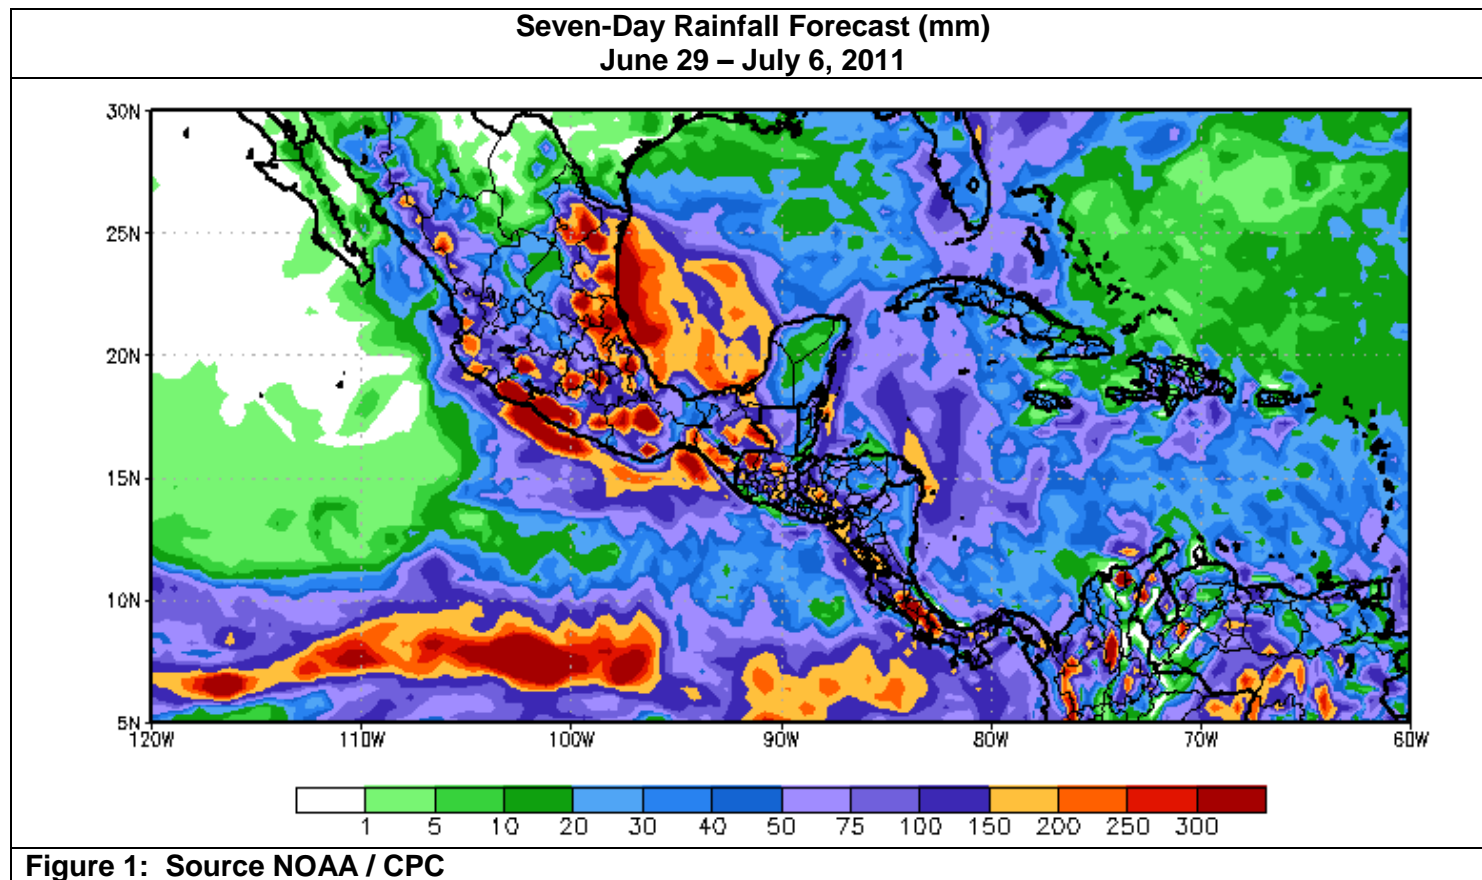 Seven-Day Rainfall Forecast (mm)
June 29 – July 6, 2011
30N
25N
20N
15N
10N
5N
120W 110W 100W 90W 80W 70W 60W
1 5 10 20 30 40 50 75 100 150 200 250 300
Figure 1: Source NOAA / CPC